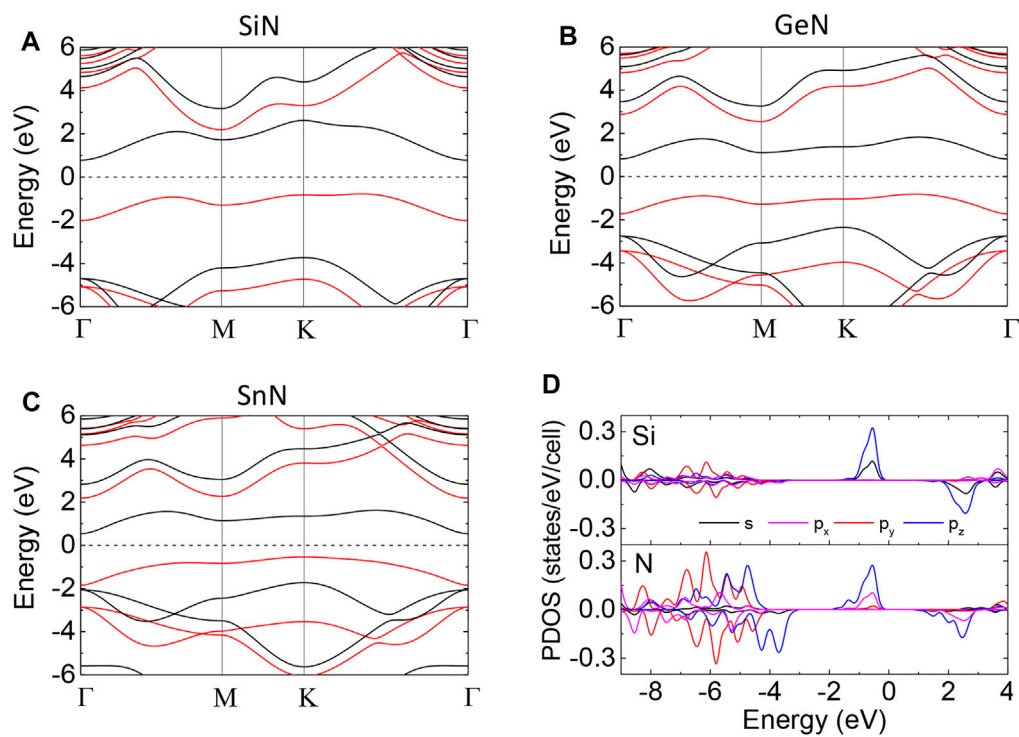 A
SiN
Energy (eV)
6
4
2
0
-2
-4
-6
Γ
M
K
Γ
B
GeN
Energy (eV)
6
4
2
0
-2
-4
-6
Γ
M
K
Γ
C
SnN
Energy (eV)
6
4
2
0
-2
-4
-6
Γ
M
K
Γ
D
PDOS (states/eV/cell)
Si
0.3
0.0
-0.3
s px py pz
N
0.3
0.0
-0.3
-8 -6 -4 -2 0 2 4
Energy (eV)